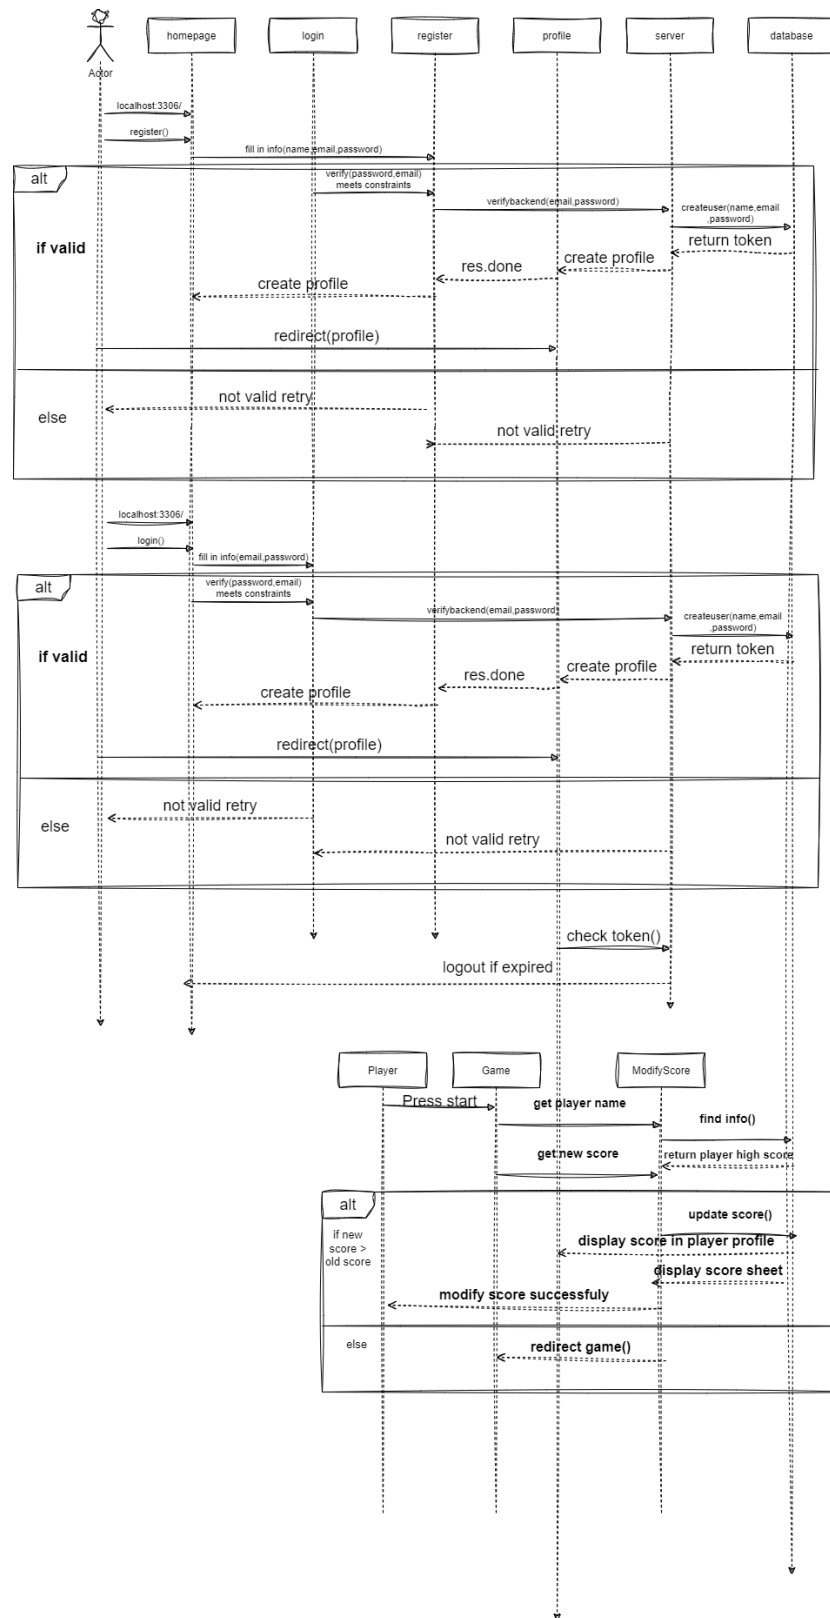 Actor
homepage
login
register
profile
server
database
localhost:3306/
register()
fill in info(name,email,password)
alt
verify(password,email)
meets constraints
verifybackend(email,password)
createuser(name,email
,password)
if valid
return token
create profile
res.done
create profile
redirect(profile)
not valid retry
else
not valid retry
localhost:3306/
login()
fill in info(email,password)
alt
verify(password,email)
meets constraints
verifybackend(email,password)
createuser(name,email
,password)
if valid
return token
create profile
res.done
create profile
redirect(profile)
not valid retry
else
not valid retry
check token()
logout if expired
Player
Game
ModifyScore
Press start
get player name
find info()
get new score
return player high score
alt
update score()
if new
score >
old score
display score in player profile
display score sheet
modify score successfuly
else
redirect game()